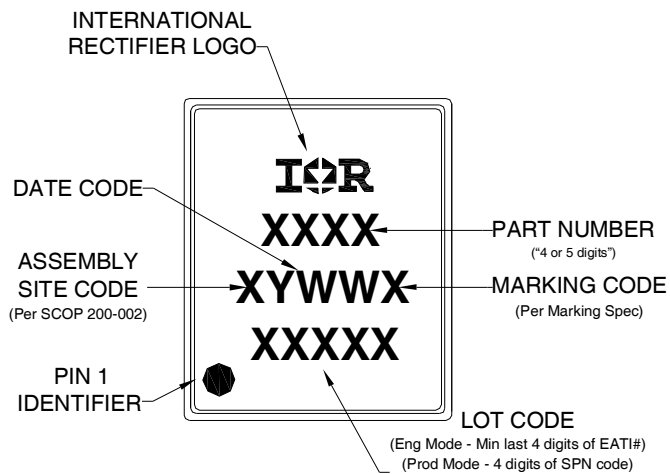 INTERNATIONAL
RECTIFIER LOGO
IOR
DATE CODE
XXXX
PART NUMBER
("4 or 5 digits")
ASSEMBLY
SITE CODE
(Per SCOP 200-002)
XYWWX
MARKING CODE
(Per Marking Spec)
XXXXX
PIN 1
IDENTIFIER
LOT CODE
(Eng Mode - Min last 4 digits of EATI#)
(Prod Mode - 4 digits of SPN code)